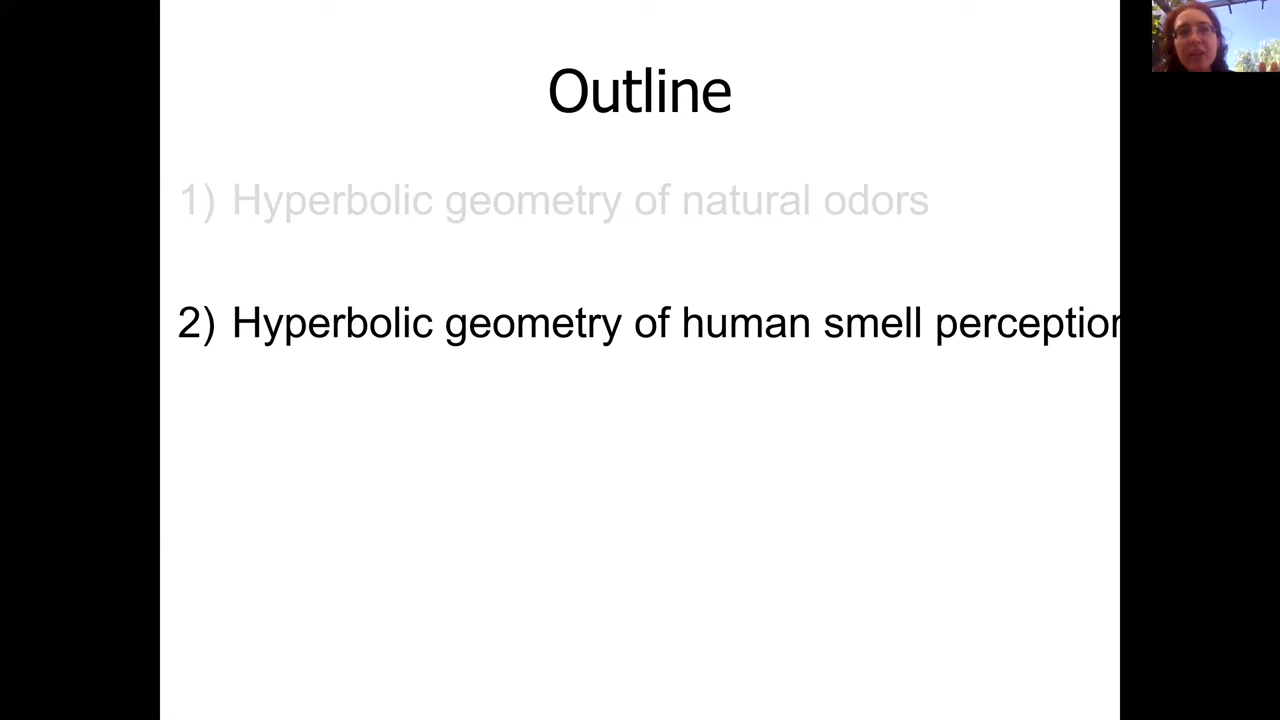 Outline
1) Hyperbolic geometry of natural odors
2) Hyperbolic geometry of human smell perception